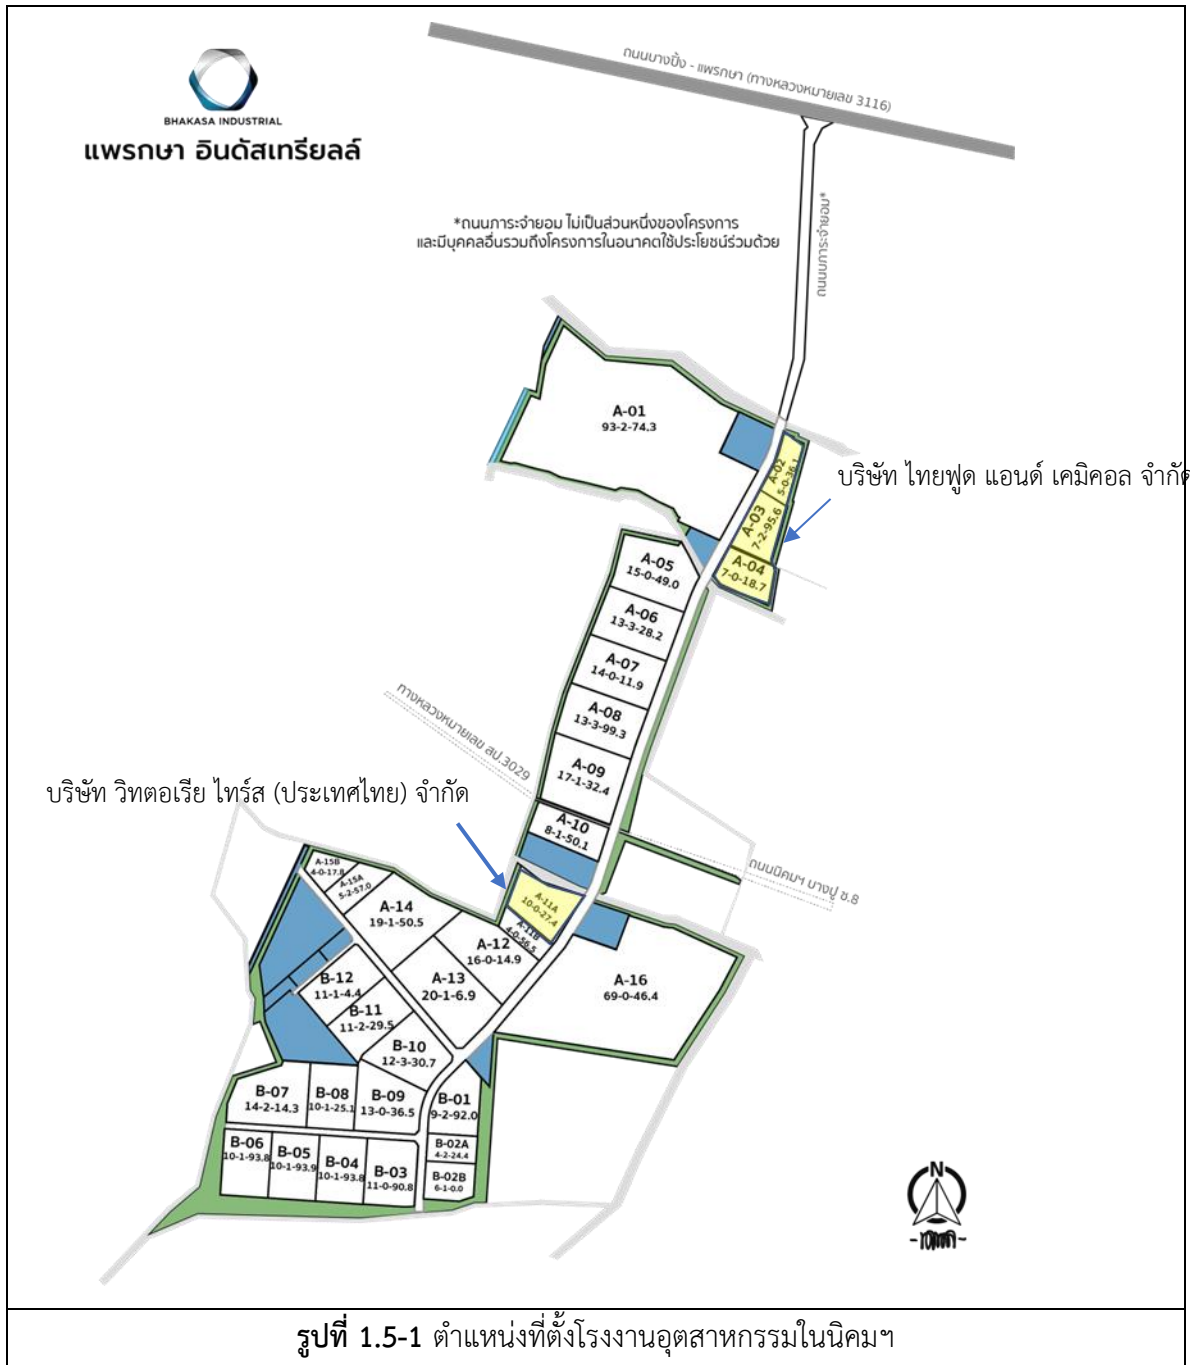 ถนนบางปิ้ง - แพรกษา (ทางหลวงหมายเลข 3116)
BHAKASA INDUSTRIAL
แพรกษา อินดัสเทรียลล์
ถนนภาระจำยอม*
*ถนนภาระจำยอม ไม่เป็นส่วนหนึ่งของโครงการ
และมีบุคคลอื่นรวมถึงโครงการในอนาคตใช้ประโยชน์ร่วมด้วย
A-01
93-2-74.3
A-02
5-0-36.1
บริษัท ไทยฟูด แอนด์ เคมิคอล จำกัด
A-03
7-2-95.6
A-04
7-0-18.7
A-05
15-0-49.0
A-06
13-3-28.2
A-07
14-0-11.9
A-08
13-3-99.3
ทางหลวงหมายเลข สป.3029
A-09
17-1-32.4
บริษัท วิทตอเรีย ไทร์ส (ประเทศไทย) จำกัด
A-10
8-1-50.1
ถนนนิคมฯ บางปู ซ.8
A-15B
4-0-17.8
A-15A
5-2-57.0
A-11A
10-0-27.4
A-11B
4-0-56.5
A-14
19-1-50.5
A-12
16-0-14.9
A-13
20-1-6.9
A-16
69-0-46.4
B-12
11-1-4.4
B-11
11-2-29.5
B-10
12-3-30.7
B-07
14-2-14.3
B-08
10-1-25.1
B-09
13-0-36.5
B-01
9-2-92.0
B-06
10-1-93.8
B-05
10-1-93.9
B-04
10-1-93.8
B-03
11-0-90.8
B-02A
4-2-24.4
B-02B
6-1-0.0
N
รูปที่ 1.5-1 ตำแหน่งที่ตั้งโรงงานอุตสาหกรรมในนิคมฯ